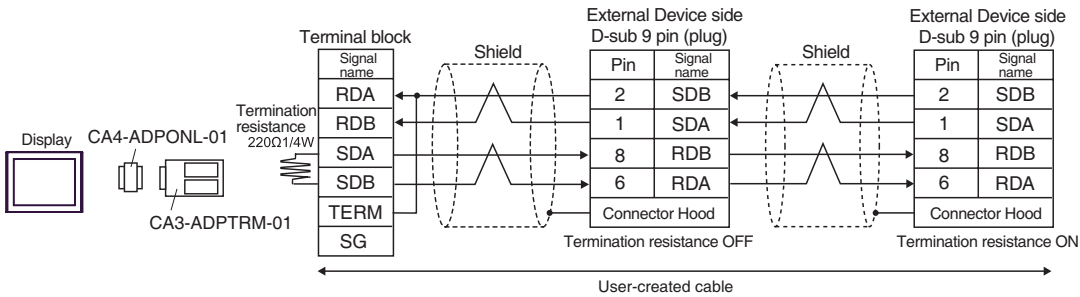 External Device side
D-sub 9 pin (plug)
External Device side
D-sub 9 pin (plug)
Terminal block
Shield
Shield
Signal
name
Pin
Signal
name
Pin
Signal
name
RDA
2
SDB
2
SDB
RDB
1
SDA
1
SDA
Termination
resistance
220Ω1/4W
Display
CA4-ADPONL-01
SDA
8
RDB
8
RDB
SDB
6
RDA
6
RDA
CA3-ADPTRM-01
TERM
Connector Hood
Connector Hood
SG
Termination resistance OFF
Termination resistance ON
User-created cable